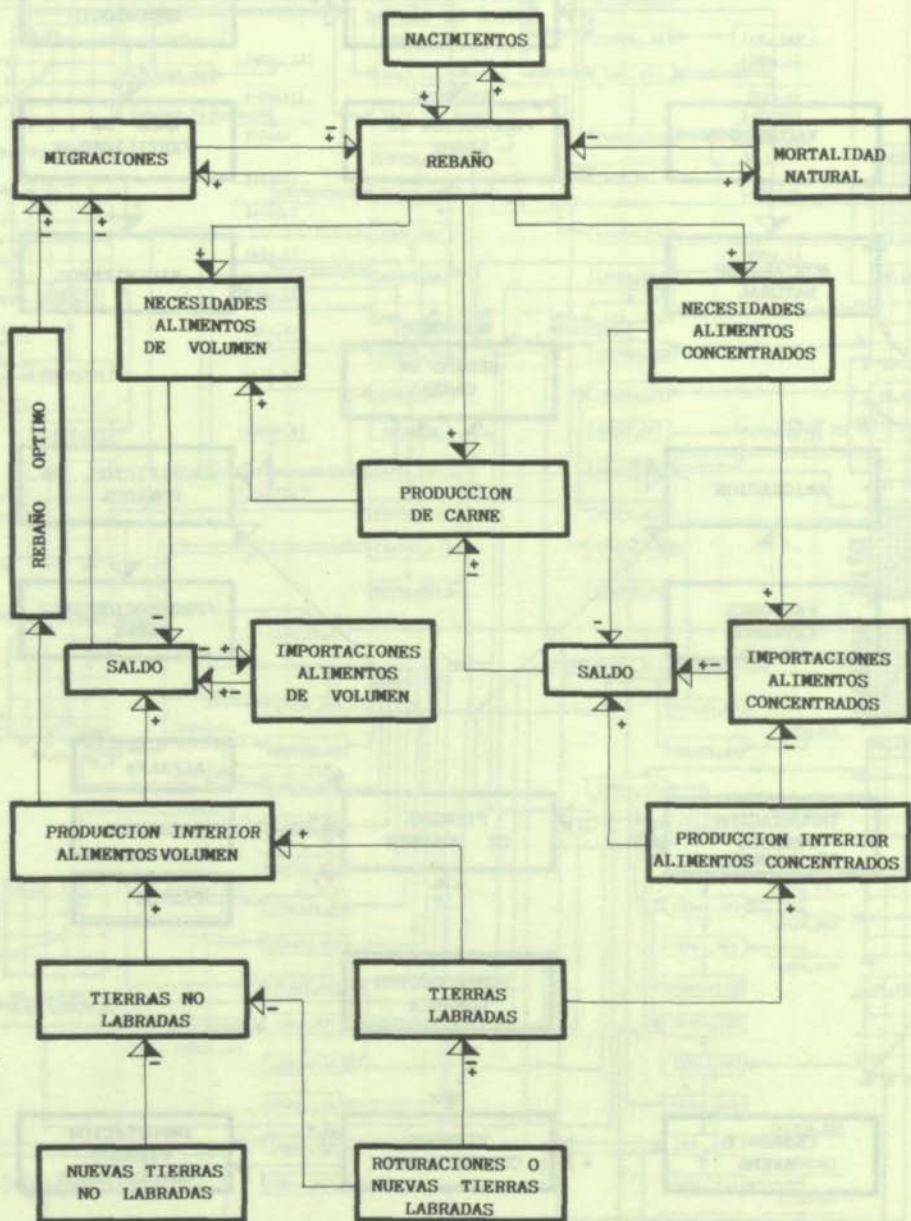 NACIMIENTOS
MIGRACIONES
REBAÑO
MORTALIDAD
NATURAL
NECESIDADES
ALIMENTOS
DE VOLUMEN
NECESIDADES
ALIMENTOS
CONCENTRADOS
REBAÑO OPTIMO
PRODUCCION
DE CARNE
SALDO
IMPORTACIONES
ALIMENTOS
DE VOLUMEN
SALDO
IMPORTACIONES
ALIMENTOS
CONCENTRADOS
PRODUCCION INTERIOR
ALIMENTOS VOLUMEN
PRODUCCION INTERIOR
ALIMENTOS CONCENTRADOS
TIERRAS NO
LABRADAS
TIERRAS
LABRADAS
NUEVAS TIERRAS
NO LABRADAS
ROTURACIONES O
NUEVAS TIERRAS
LABRADAS